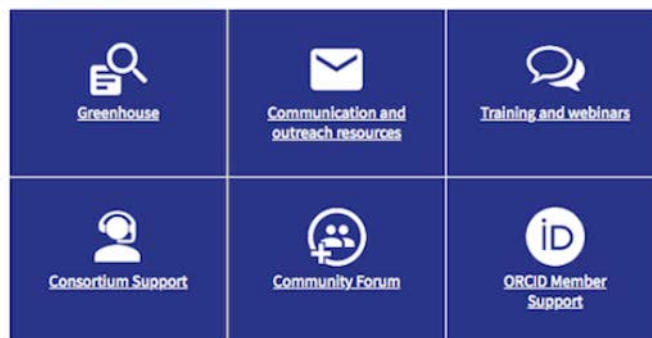 Greenhouse
Communication and
outreach resources
Training and webinars
Consortium Support
Community Forum
iD
ORCID Member
Support